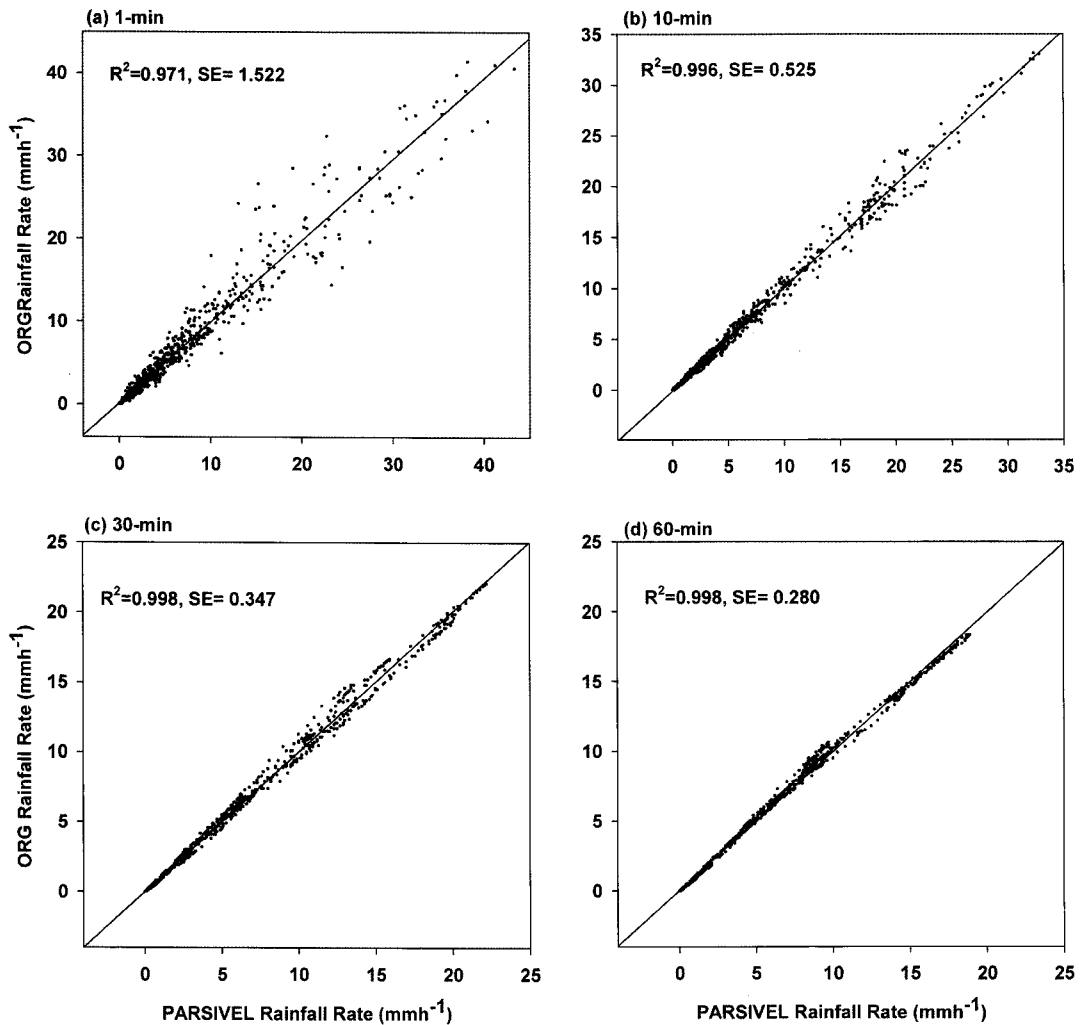 (a) 1-min
R²=0.971, SE= 1.522
ORGRainfall Rate (mmh⁻¹)
40
30
20
10
0
0 10 20 30 40
(b) 10-min
R²=0.996, SE= 0.525
35
30
25
20
15
10
5
0
0 5 10 15 20 25 30 35
(c) 30-min
R²=0.998, SE= 0.347
ORG Rainfall Rate (mmh⁻¹)
25
20
15
10
5
0
0 5 10 15 20 25
PARSIVEL Rainfall Rate (mmh⁻¹)
(d) 60-min
R²=0.998, SE= 0.280
25
20
15
10
5
0
0 5 10 15 20 25
PARSIVEL Rainfall Rate (mmh⁻¹)